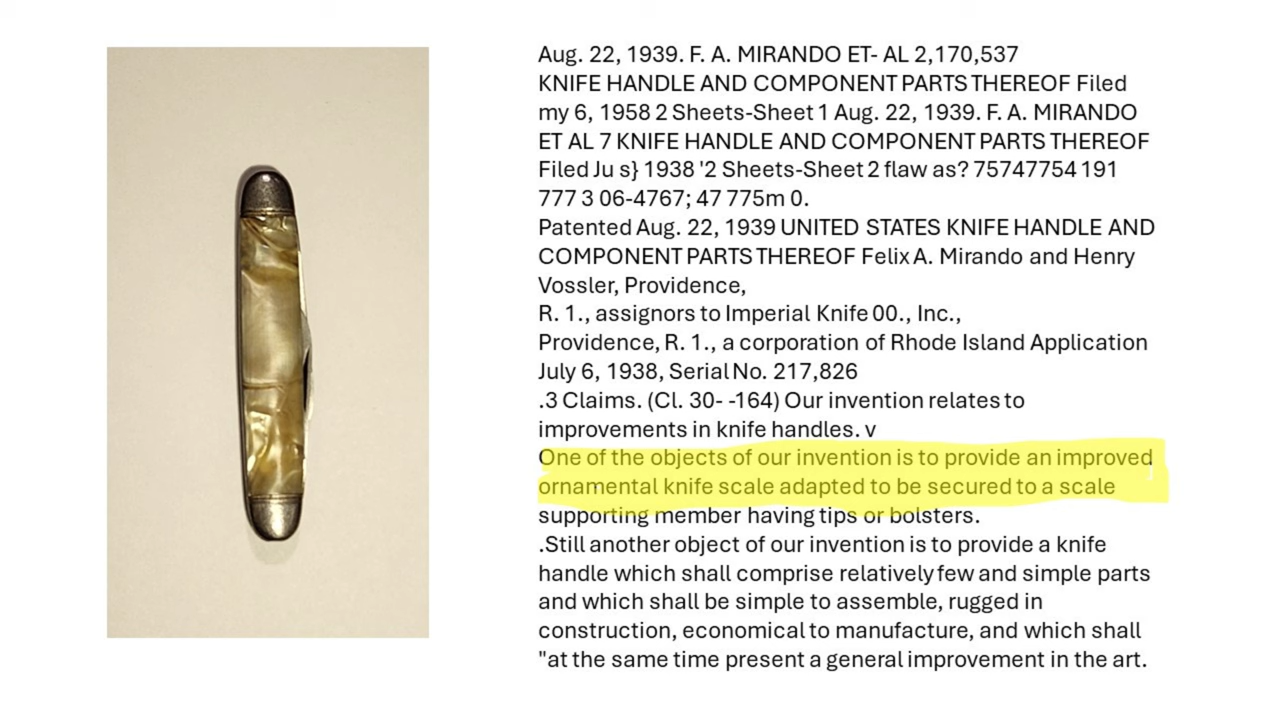 Aug. 22, 1939. F. A. MIRANDO ET- AL 2,170,537
KNIFE HANDLE AND COMPONENT PARTS THEREOF Filed
my 6, 1958 2 Sheets-Sheet 1 Aug. 22, 1939. F. A. MIRANDO
ET AL 7 KNIFE HANDLE AND COMPONENT PARTS THEREOF
Filed Ju s} 1938 '2 Sheets-Sheet 2 flaw as? 75747754 191
777 3 06-4767; 47 775m 0.
Patented Aug. 22, 1939 UNITED STATES KNIFE HANDLE AND
COMPONENT PARTS THEREOF Felix A. Mirando and Henry
Vossler, Providence,
R. 1., assignors to Imperial Knife 00., Inc.,
Providence, R. 1., a corporation of Rhode Island Application
July 6, 1938, Serial No. 217,826
.3 Claims. (Cl. 30- -164) Our invention relates to
improvements in knife handles. v
One of the objects of our invention is to provide an improved
ornamental knife scale adapted to be secured to a scale
supporting member having tips or bolsters.
.Still another object of our invention is to provide a knife
handle which shall comprise relatively few and simple parts
and which shall be simple to assemble, rugged in
construction, economical to manufacture, and which shall
"at the same time present a general improvement in the art.